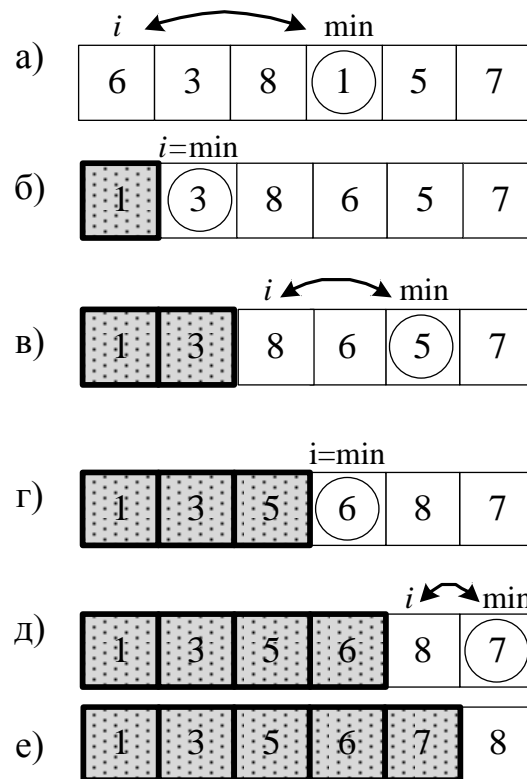 i min
а) 6 3 8 1 5 7
i=min
б) 1 3 8 6 5 7
i min
в) 1 3 8 6 5 7
i=min
г) 1 3 5 6 8 7
i min
д) 1 3 5 6 8 7
е) 1 3 5 6 7 8